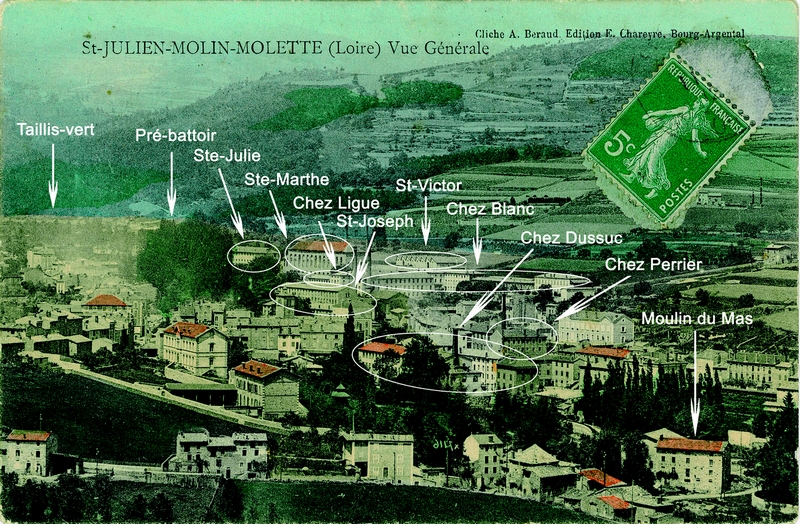 Cliche A. Beraud. Edition E. Chareyre, Bourg-Argental
St-JULIEN-MOLIN-MOLETTE (Loire) Vue Générale
REPUBLIQUE FRANÇAISE
5c
POSTES
Taillis-vert
Pré-battoir
Ste-Julie
Ste-Marthe
Chez Ligue
St-Joseph
St-Victor
Chez Blanc
Chez Dussuc
Chez Perrier
Moulin du Mas